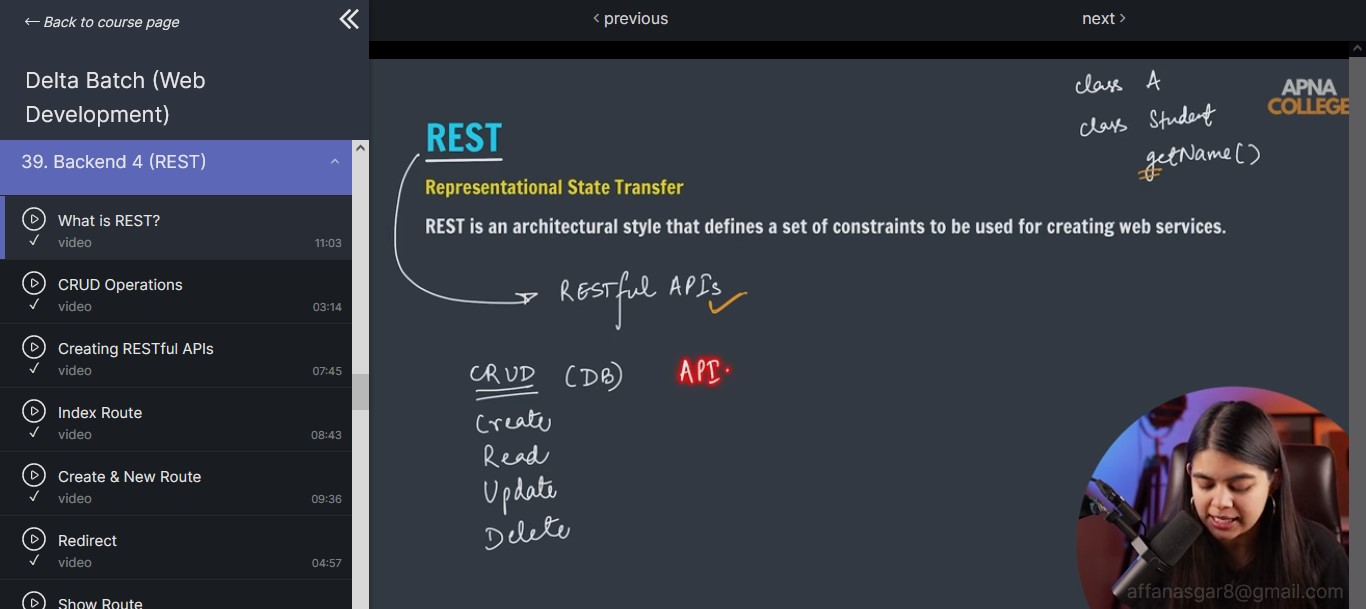 ← Back to course page
‹ previous
next ›
Delta Batch (Web
Development)
39. Backend 4 (REST)
What is REST?
video
11:03
CRUD Operations
video
03:14
Creating RESTful APIs
video
07:45
Index Route
video
08:43
Create & New Route
video
09:36
Redirect
video
04:57
Show Route
class A
class Student
getName()
APNA
COLLEGE
REST
Representational State Transfer
REST is an architectural style that defines a set of constraints to be used for creating web services.
RESTful APIs
CRUD (DB) API
Create
Read
Update
Delete
affanasgar8@gmail.com